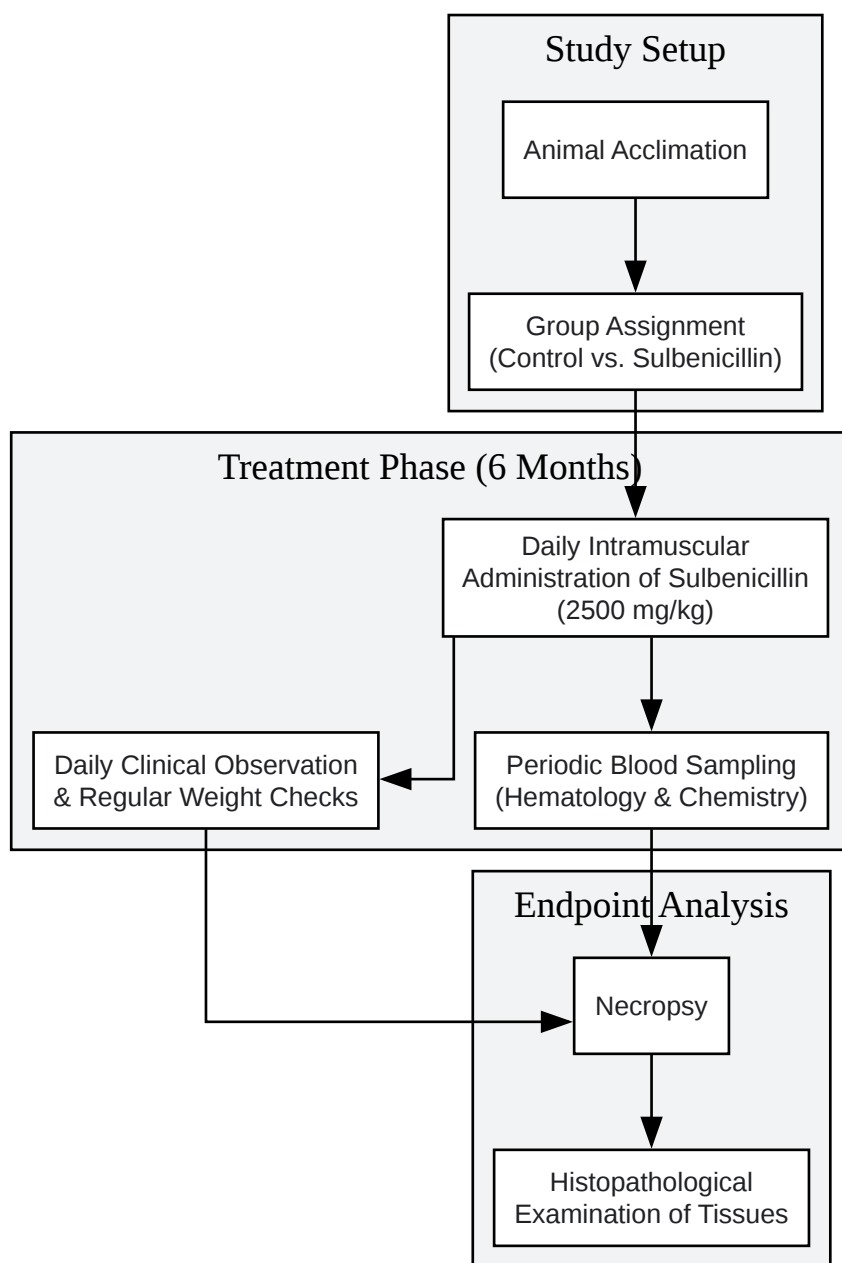 Study Setup
Animal Acclimation
Group Assignment
(Control vs. Sulbenicillin)
Treatment Phase (6 Months)
Daily Intramuscular
Administration of Sulbenicillin
(2500 mg/kg)
Daily Clinical Observation
& Regular Weight Checks
Periodic Blood Sampling
(Hematology & Chemistry)
Endpoint Analysis
Necropsy
Histopathological
Examination of Tissues